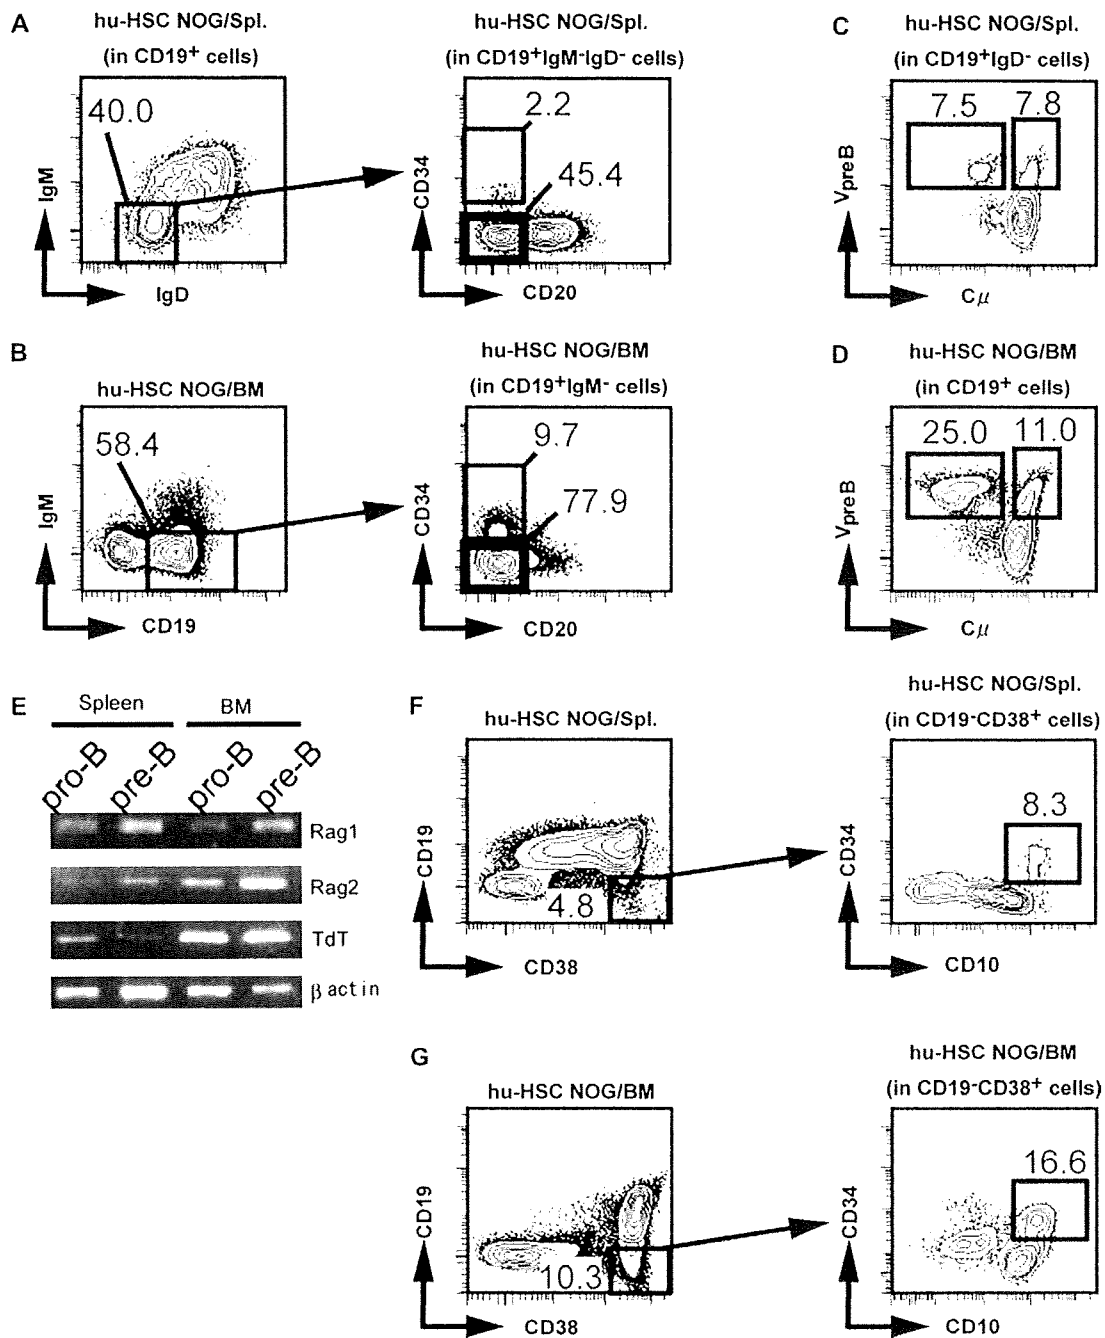 A
hu-HSC NOG/Spl.
(in CD19+ cells)
40.0
IgM
IgD
hu-HSC NOG/Spl.
(in CD19+IgM-IgD- cells)
2.2
45.4
CD34
CD20
C
hu-HSC NOG/Spl.
(in CD19+IgD- cells)
7.5
7.8
VpreB
Cμ
B
hu-HSC NOG/BM
58.4
IgM
CD19
hu-HSC NOG/BM
(in CD19+IgM- cells)
9.7
77.9
CD34
CD20
D
hu-HSC NOG/BM
(in CD19+ cells)
25.0
11.0
VpreB
Cμ
E
Spleen
BM
pro-B
pre-B
pro-B
pre-B
Rag1
Rag2
TdT
β actin
F
hu-HSC NOG/Spl.
CD19
4.8
CD38
hu-HSC NOG/Spl.
(in CD19-CD38+ cells)
8.3
CD34
CD10
G
hu-HSC NOG/BM
CD19
10.3
CD38
hu-HSC NOG/BM
(in CD19-CD38+ cells)
16.6
CD34
CD10